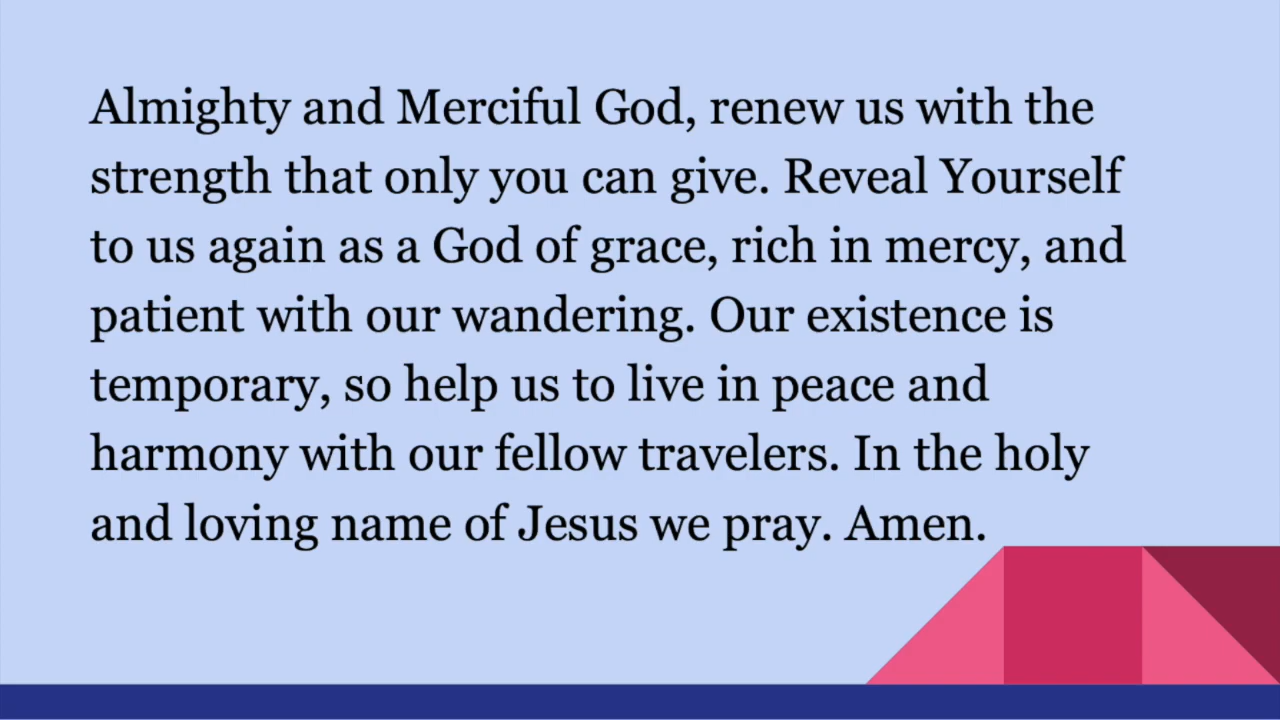 Almighty and Merciful God, renew us with the
strength that only you can give. Reveal Yourself
to us again as a God of grace, rich in mercy, and
patient with our wandering. Our existence is
temporary, so help us to live in peace and
harmony with our fellow travelers. In the holy
and loving name of Jesus we pray. Amen.